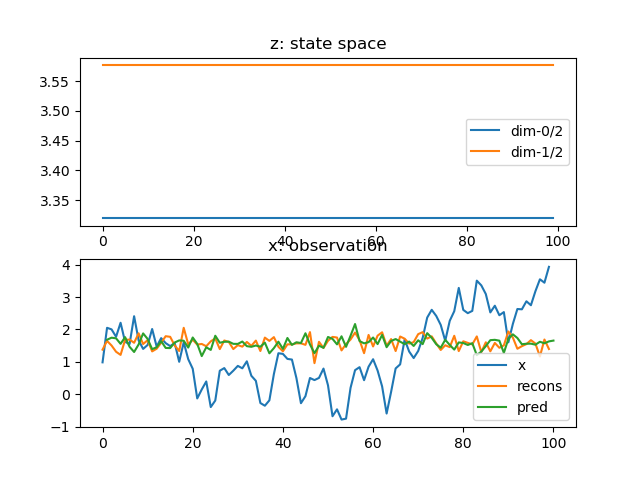 z: state space
3.55
3.50
3.45
3.40
3.35
dim-0/2
dim-1/2
0 20 40 60 80 100
x: observation
4
3
2
1
0
−1
x
recons
pred
0 20 40 60 80 100